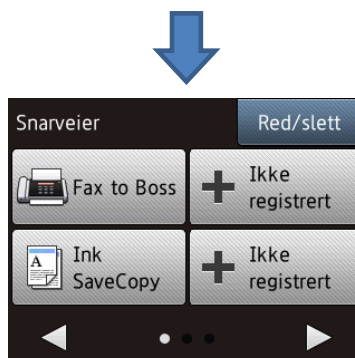 Snarveier
Red/slett
Fax to Boss
Ikke
registrert
Ink
SaveCopy
Ikke
registrert